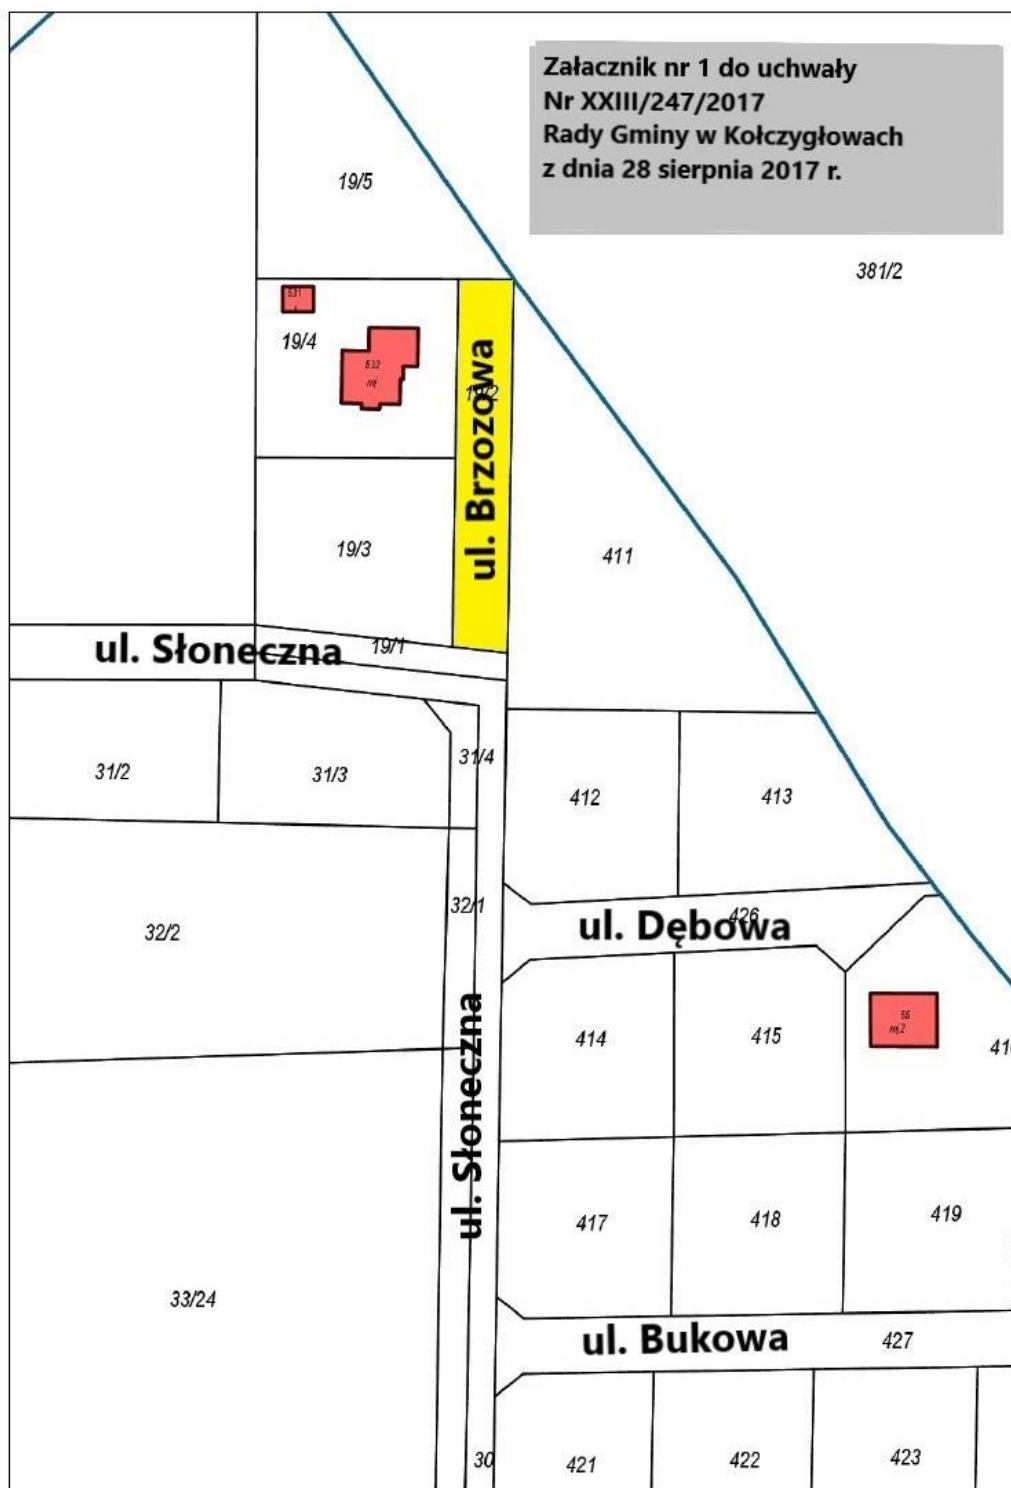 Załacznik nr 1 do uchwały
Nr XXIII/247/2017
Rady Gminy w Kołczygłowach
z dnia 28 sierpnia 2017 r.
19/5
381/2
19/4
19/2
ul. Brzozowa
19/3
411
19/1
ul. Słoneczna
31/2
31/3
31/4
412
413
32/1
32/2
426
ul. Dębowa
414
415
ul. Słoneczna
417
418
419
33/24
ul. Bukowa
427
30
421
422
423